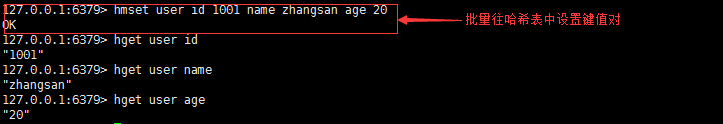 127.0.0.1:6379> hmset user id 1001 name zhangsan age 20
OK
批量往哈希表中设置键值对
127.0.0.1:6379> hget user id
"1001"
127.0.0.1:6379> hget user name
"zhangsan"
127.0.0.1:6379> hget user age
"20"